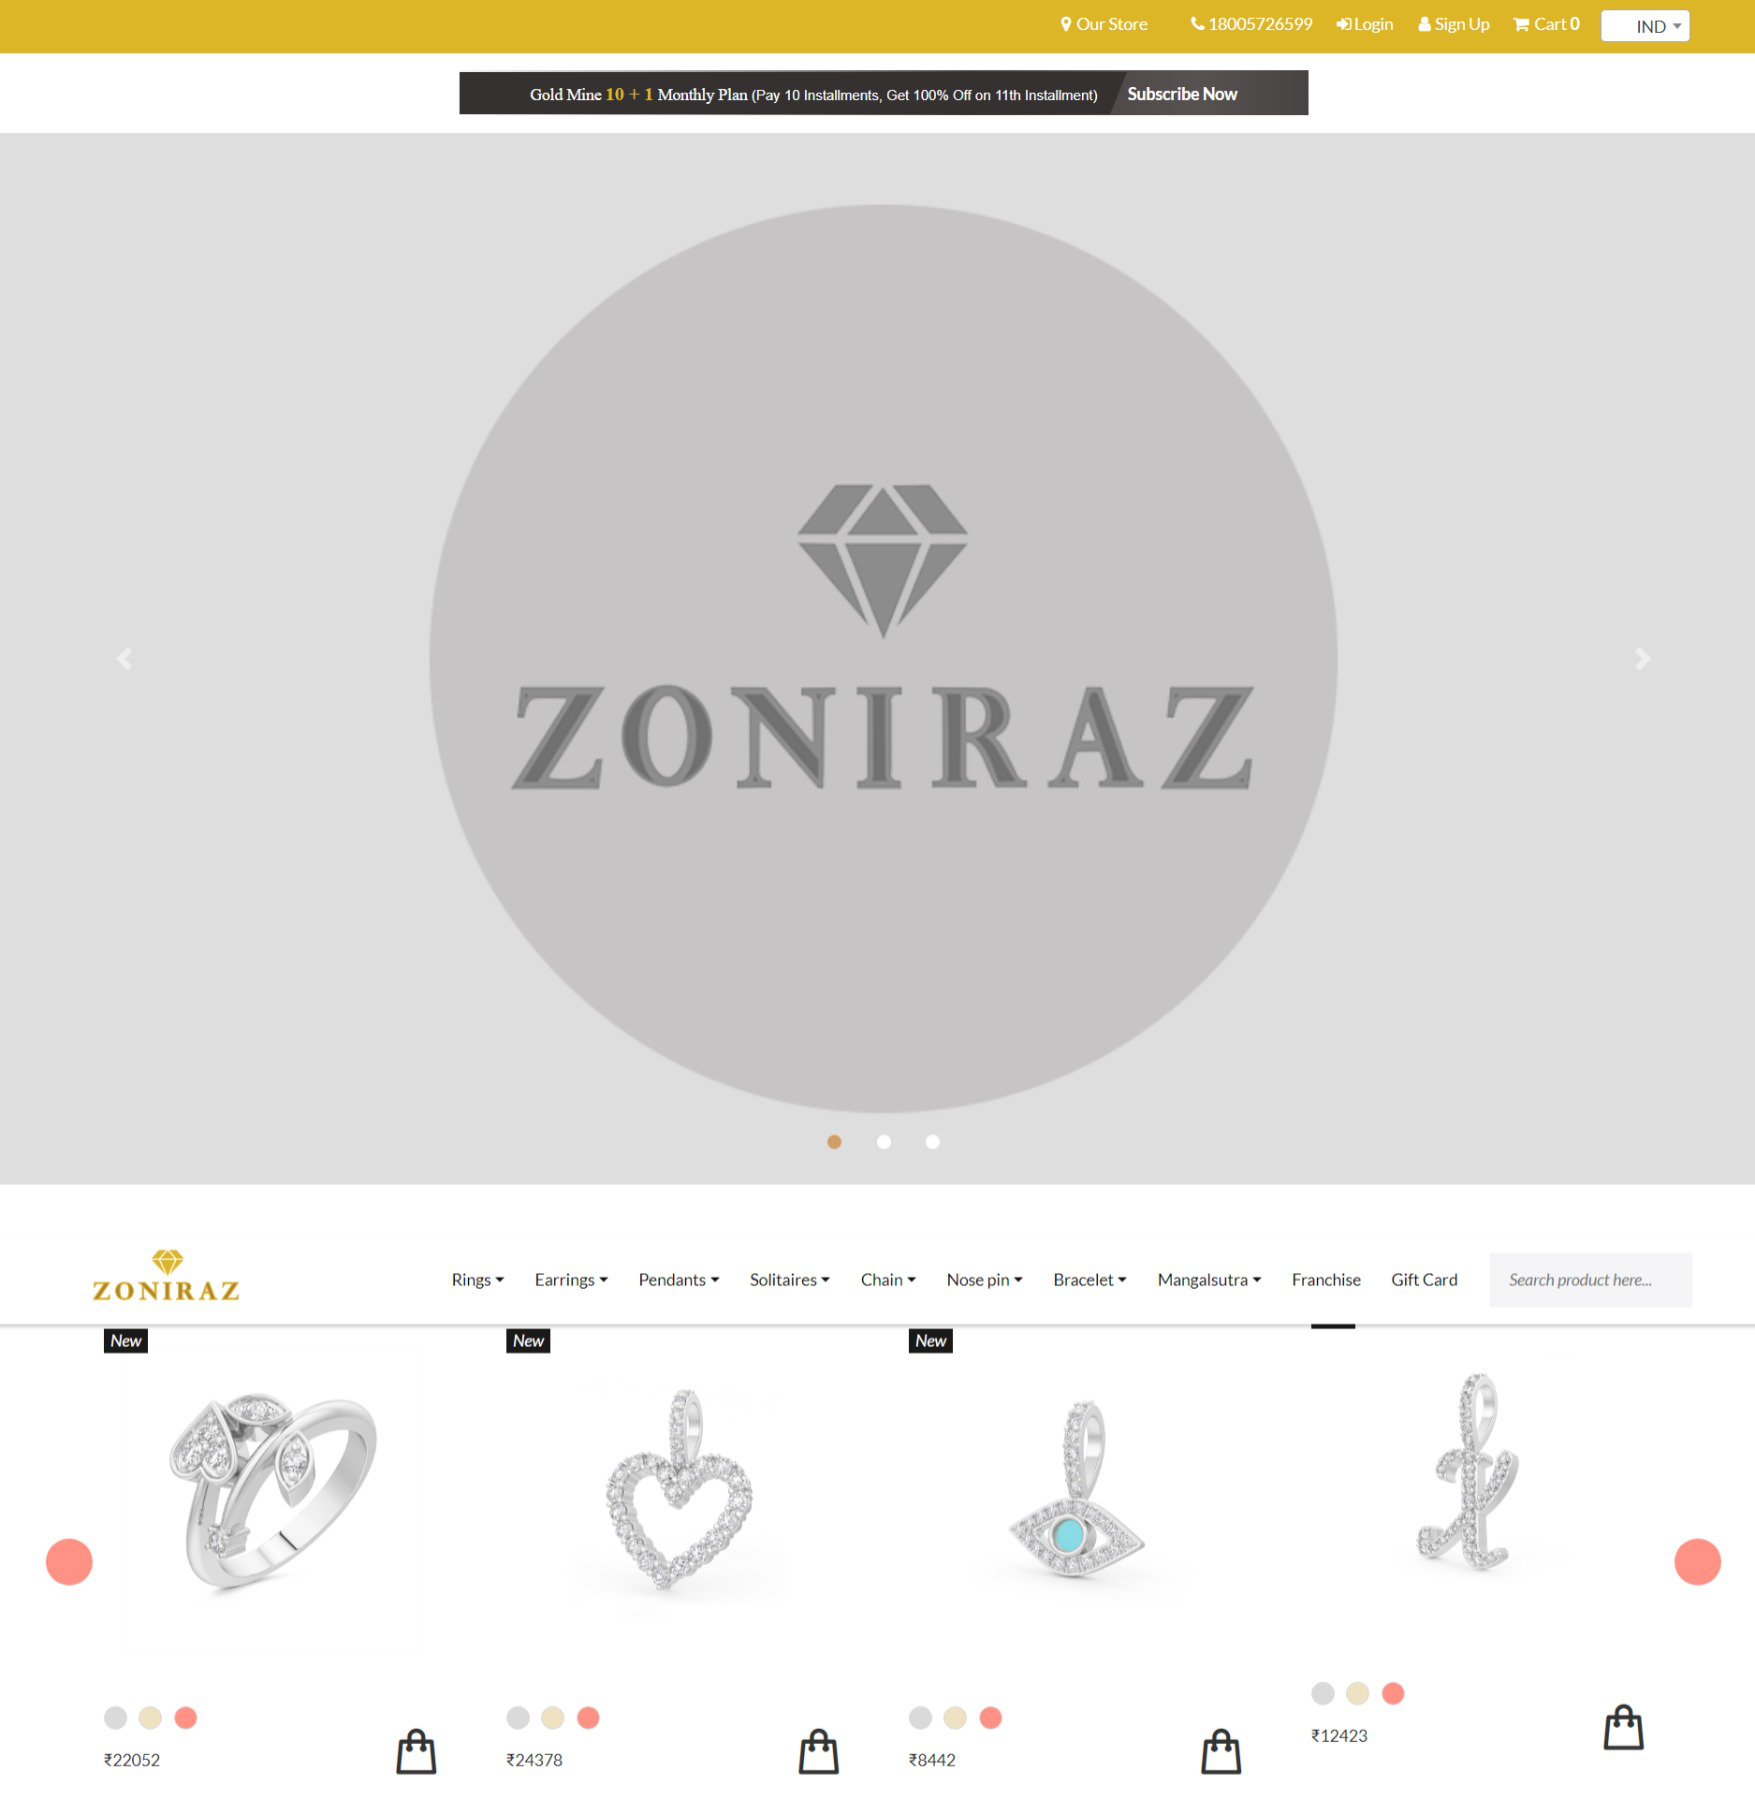 Our Store 18005726599 Login Sign Up Cart 0 IND
Gold Mine 10 + 1 Monthly Plan (Pay 10 Installments, Get 100% Off on 11th Installment) Subscribe Now
ZONIRAZ
ZONIRAZ
Rings Earrings Pendants Solitaires Chain Nose pin Bracelet Mangalsutra Franchise Gift Card Search product here...
New New New
₹22052 ₹24378 ₹8442 ₹12423